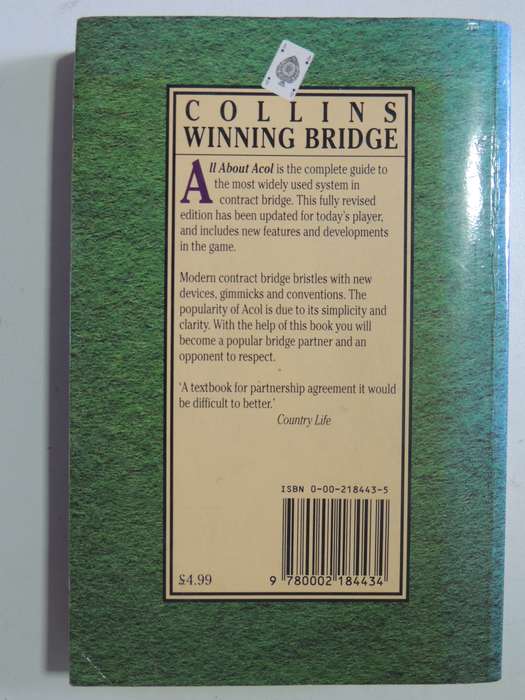 COLLINS
WINNING BRIDGE
All About Acol is the complete guide to
the most widely used system in
contract bridge. This fully revised
edition has been updated for today's player,
and includes new features and developments
in the game.
Modern contract bridge bristles with new
devices, gimmicks and conventions. The
popularity of Acol is due to its simplicity and
clarity. With the help of this book you will
become a popular bridge partner and an
opponent to respect.
'A textbook for partnership agreement it would
be difficult to better.'
Country Life
ISBN 0-00-218443-5
£4.99
9 780002 184434